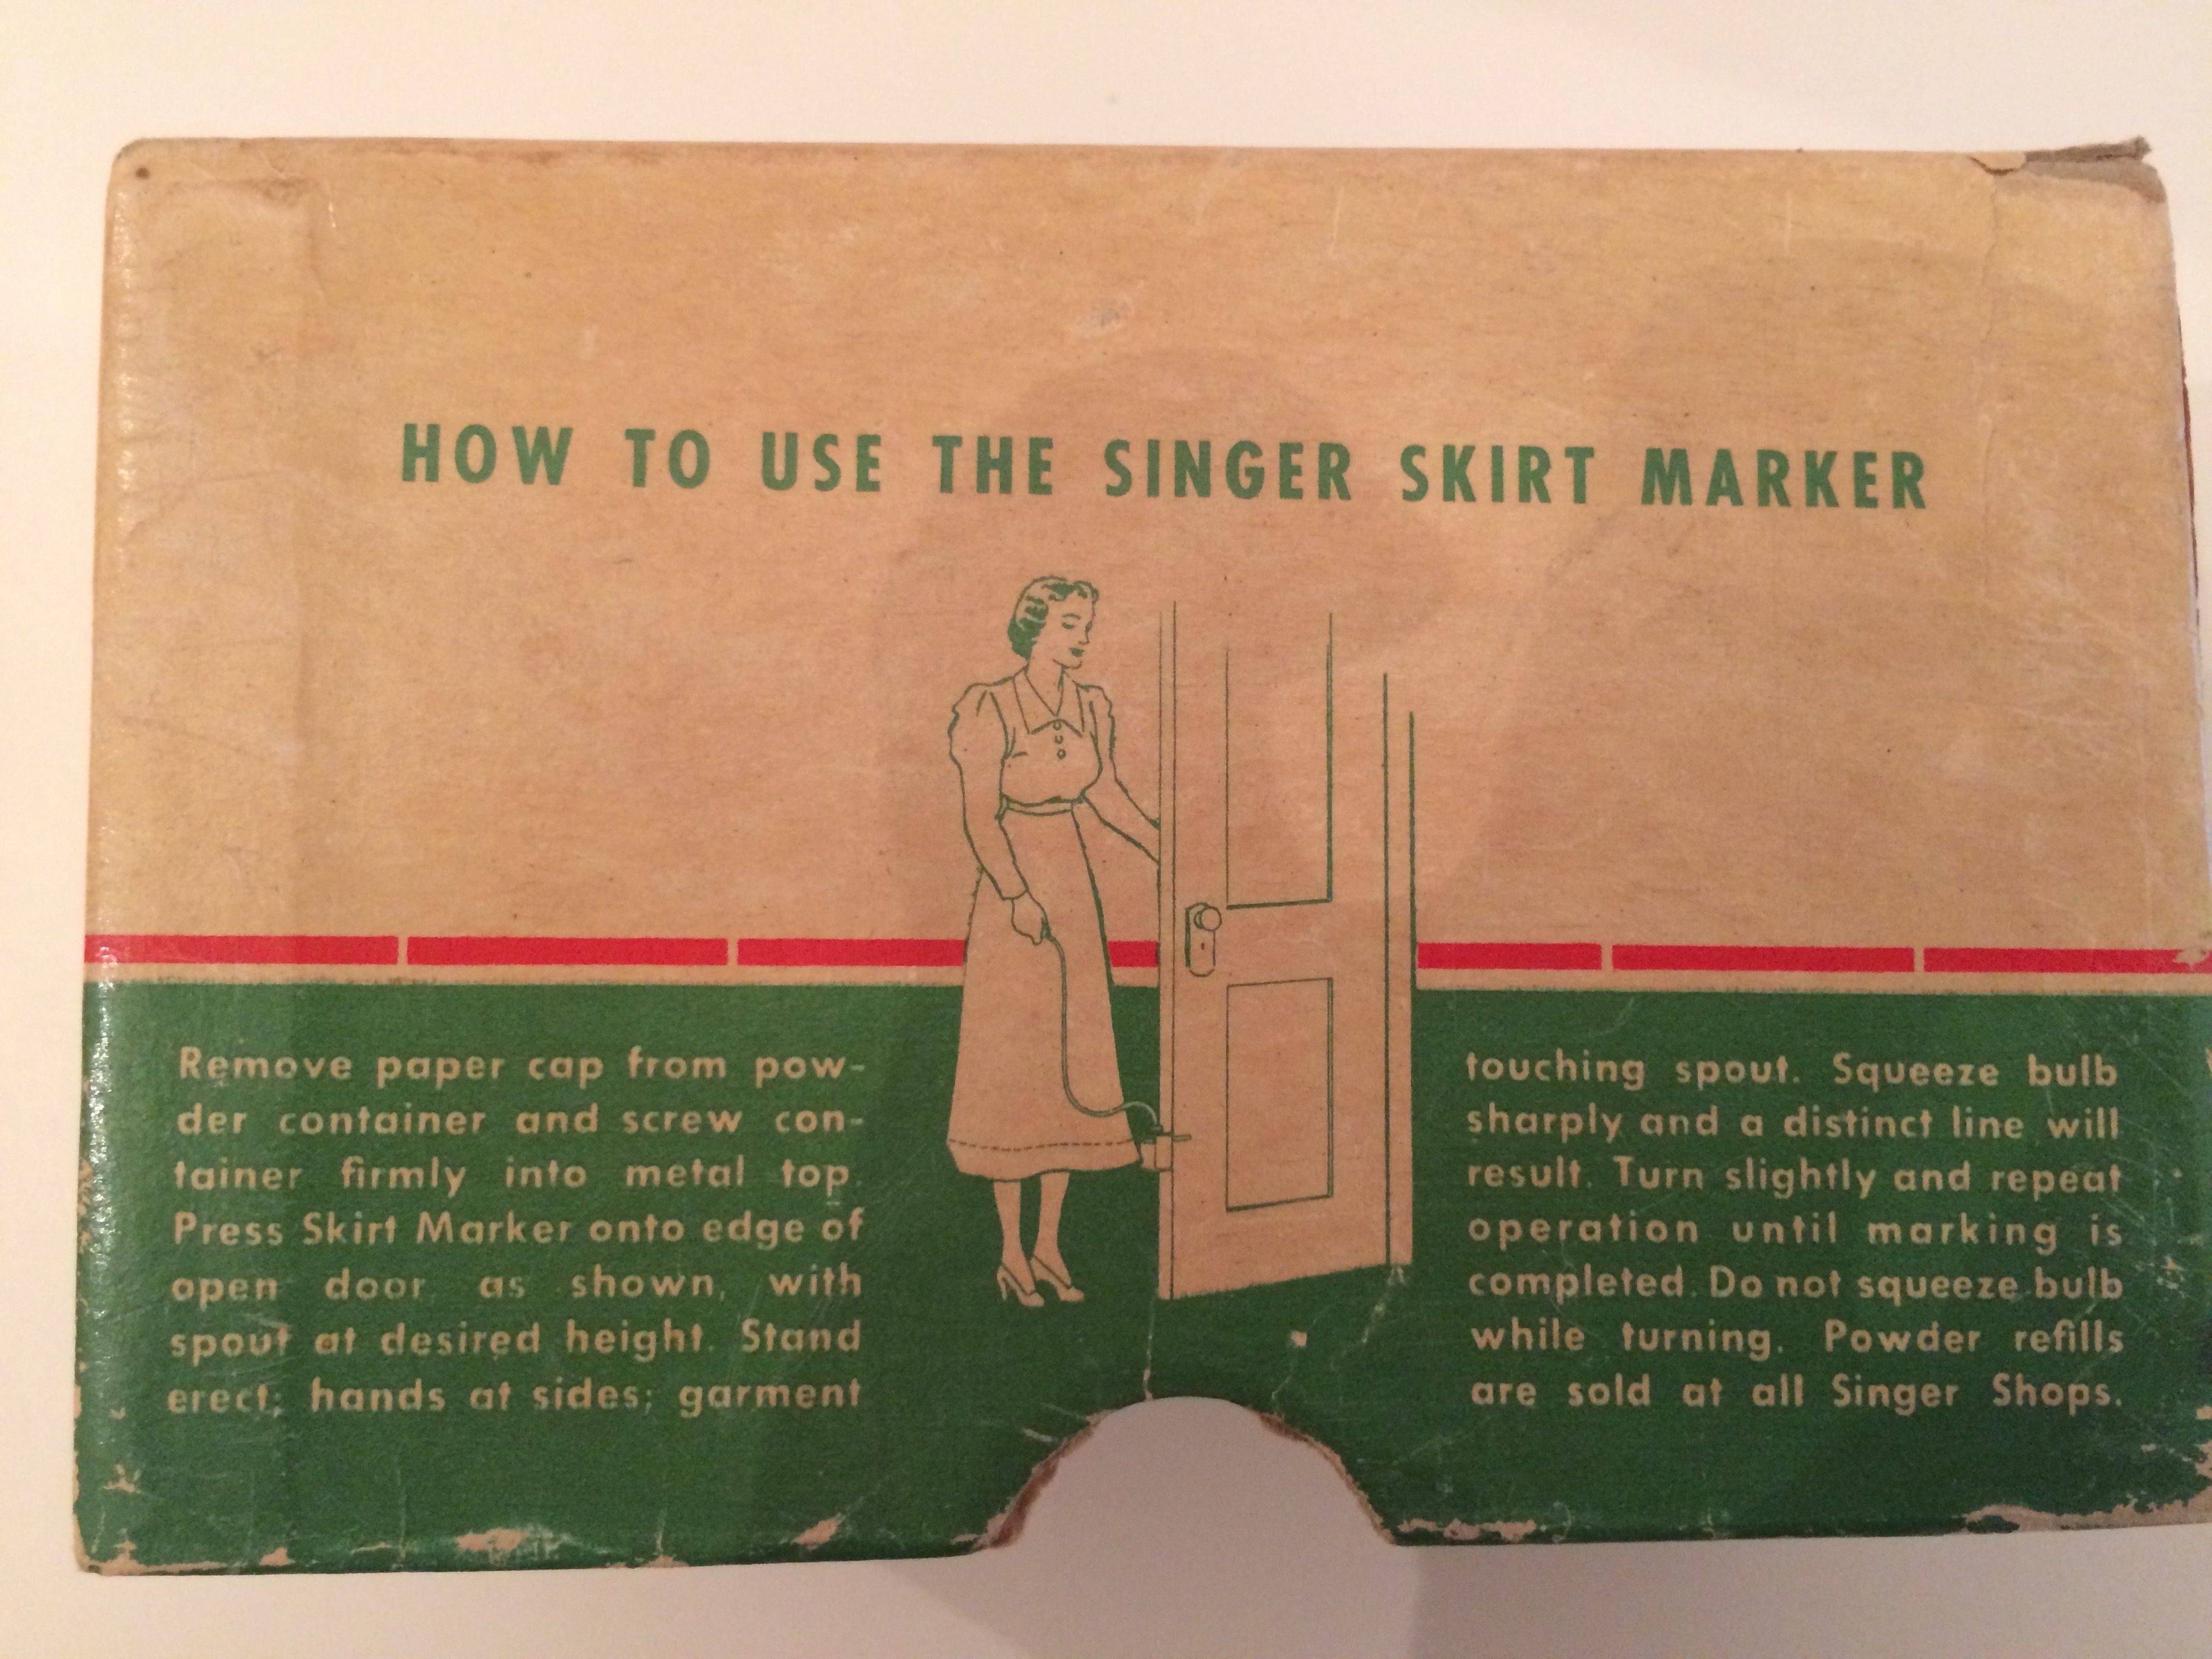 HOW TO USE THE SINGER SKIRT MARKER
Remove paper cap from pow-
der container and screw con-
tainer firmly into metal top.
Press Skirt Marker onto edge of
open door, as shown, with
spout at desired height. Stand
erect; hands at sides; garment
touching spout. Squeeze bulb
sharply and a distinct line will
result. Turn slightly and repeat
operation until marking is
completed. Do not squeeze bulb
while turning. Powder refills
are sold at all Singer Shops.